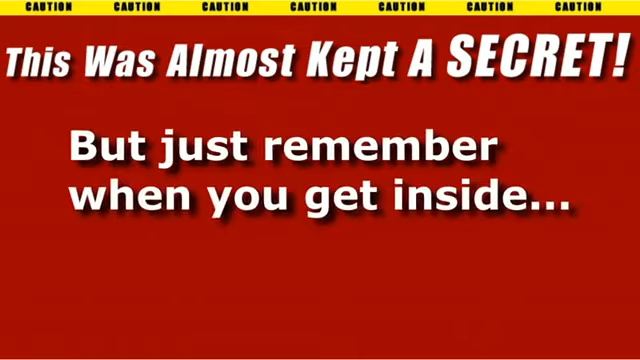 CAUTION CAUTION CAUTION CAUTION CAUTION CAUTION CAUTION
This Was Almost Kept A SECRET!
But just remember
when you get inside...